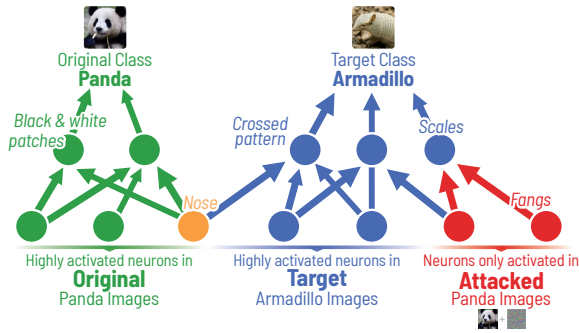 Original Class
Panda
Target Class
Armadillo
Black & white
patches
Crossed
pattern
Scales
Nose
Fangs
Highly activated neurons in
Original
Panda Images
Highly activated neurons in
Target
Armadillo Images
Neurons only activated in
Attacked
Panda Images
+